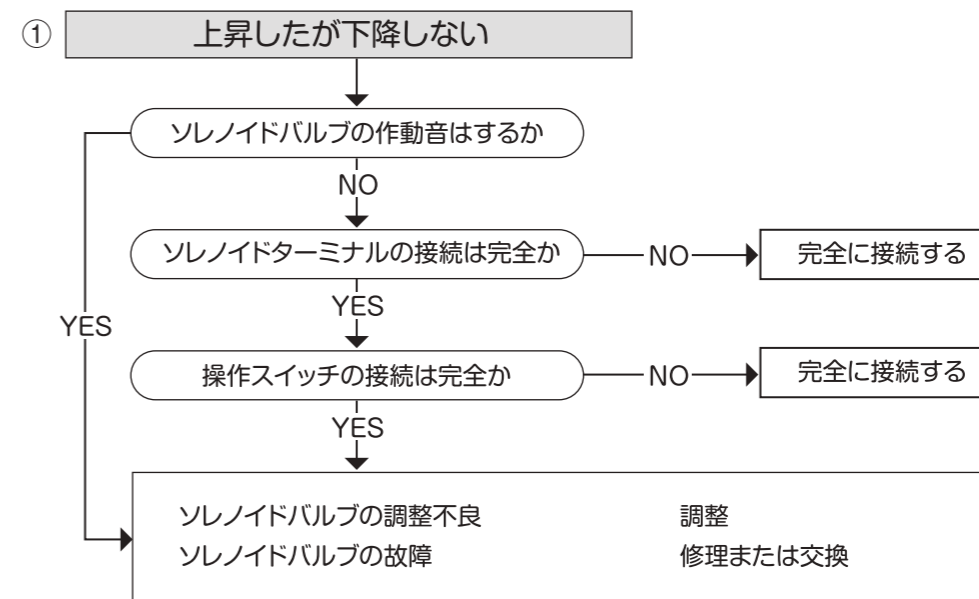 ① 上昇したが下降しない
ソレノイドバルブの作動音はするか
NO
ソレノイドターミナルの接続は完全か NO 完全に接続する
YES
YES
操作スイッチの接続は完全か NO 完全に接続する
YES
ソレノイドバルブの調整不良 調整
ソレノイドバルブの故障 修理または交換